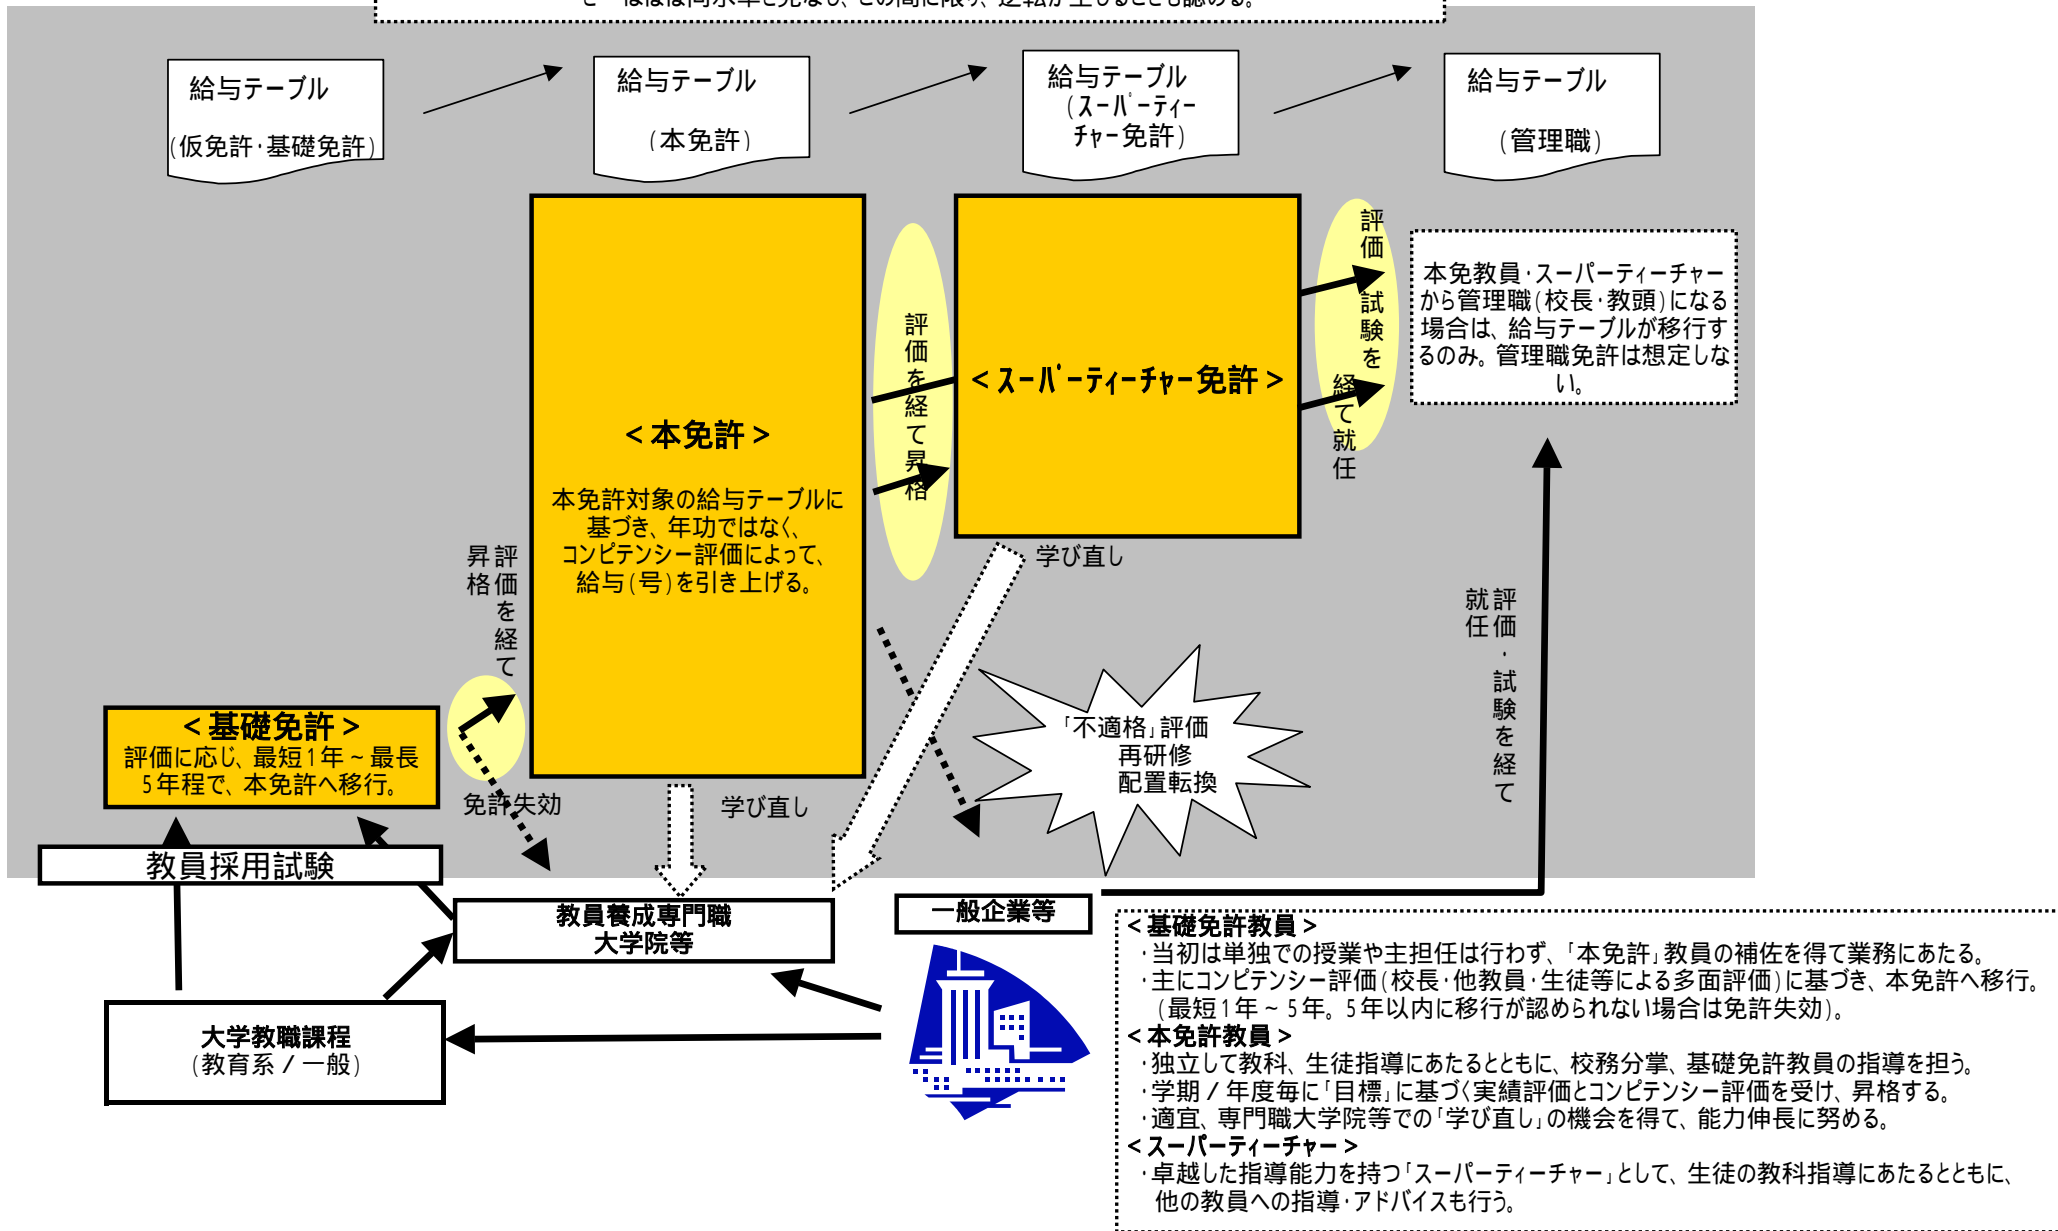 ほぼ同水準と見なし、この間に限り、逆転が生じることも認める。
給与テーブル
(仮免許・基礎免許)
給与テーブル
(本免許)
給与テーブル
(スーパーティー
チャー免許)
給与テーブル
(管理職)
<本免許>
本免許対象の給与テーブルに
基づき、年功ではなく、
コンピテンシー評価によって、
給与(号)を引き上げる。
評価を経て昇格
<スーパーティーチャー免許>
評価・試験を経て就任
本免教員・スーパーティーチャー
から管理職(校長・教頭)になる
場合は、給与テーブルが移行す
るのみ。管理職免許は想定しな
い。
評価を経て
昇格
学び直し
評価・試験を経て
就任
<基礎免許>
評価に応じ、最短1年~最長
5年程で、本免許へ移行。
免許失効
学び直し
「不適格」評価
再研修
配置転換
教員採用試験
教員養成専門職
大学院等
一般企業等
大学教職課程
(教育系/一般)
<基礎免許教員>
・当初は単独での授業や主担任は行わず、「本免許」教員の補佐を得て業務にあたる。
・主にコンピテンシー評価(校長・他教員・生徒等による多面評価)に基づき、本免許へ移行。
(最短1年~5年。5年以内に移行が認められない場合は免許失効)。
<本免許教員>
・独立して教科、生徒指導にあたるとともに、校務分掌、基礎免許教員の指導を担う。
・学期/年度毎に「目標」に基づく実績評価とコンピテンシー評価を受け、昇格する。
・適宜、専門職大学院等での「学び直し」の機会を得て、能力伸長に努める。
<スーパーティーチャー>
・卓越した指導能力を持つ「スーパーティーチャー」として、生徒の教科指導にあたるとともに、
他の教員への指導・アドバイスも行う。